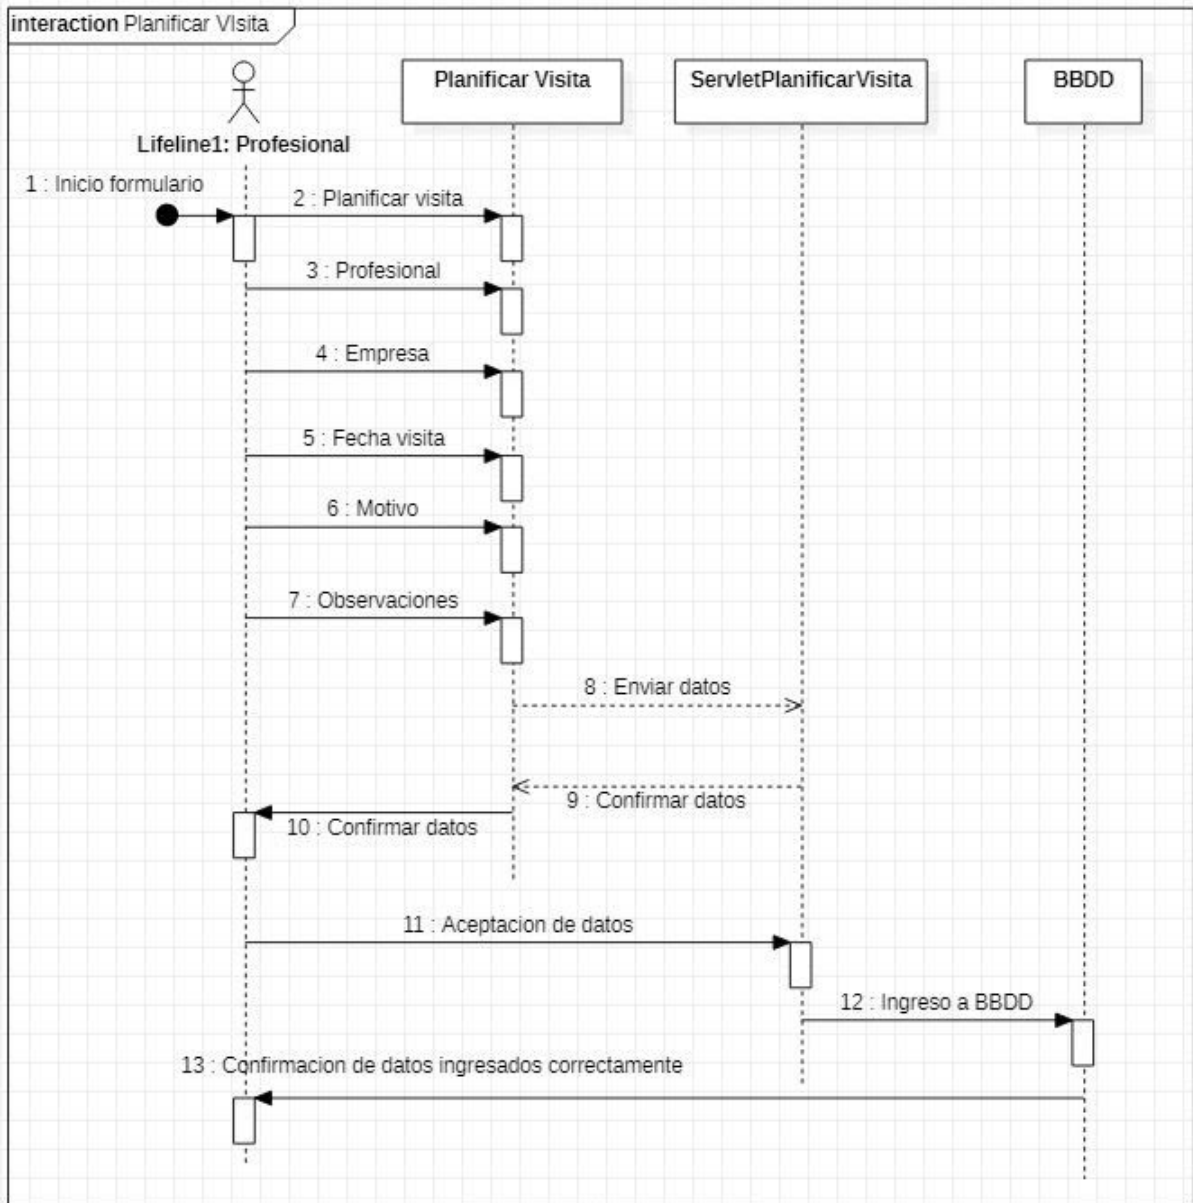 interaction Planificar VIsita
Planificar Visita
ServletPlanificarVisita
BBDD
Lifeline1: Profesional
1 : Inicio formulario
2 : Planificar visita
3 : Profesional
4 : Empresa
5 : Fecha visita
6 : Motivo
7 : Observaciones
8 : Enviar datos
9 : Confirmar datos
10 : Confirmar datos
11 : Aceptacion de datos
12 : Ingreso a BBDD
13 : Confirmacion de datos ingresados correctamente